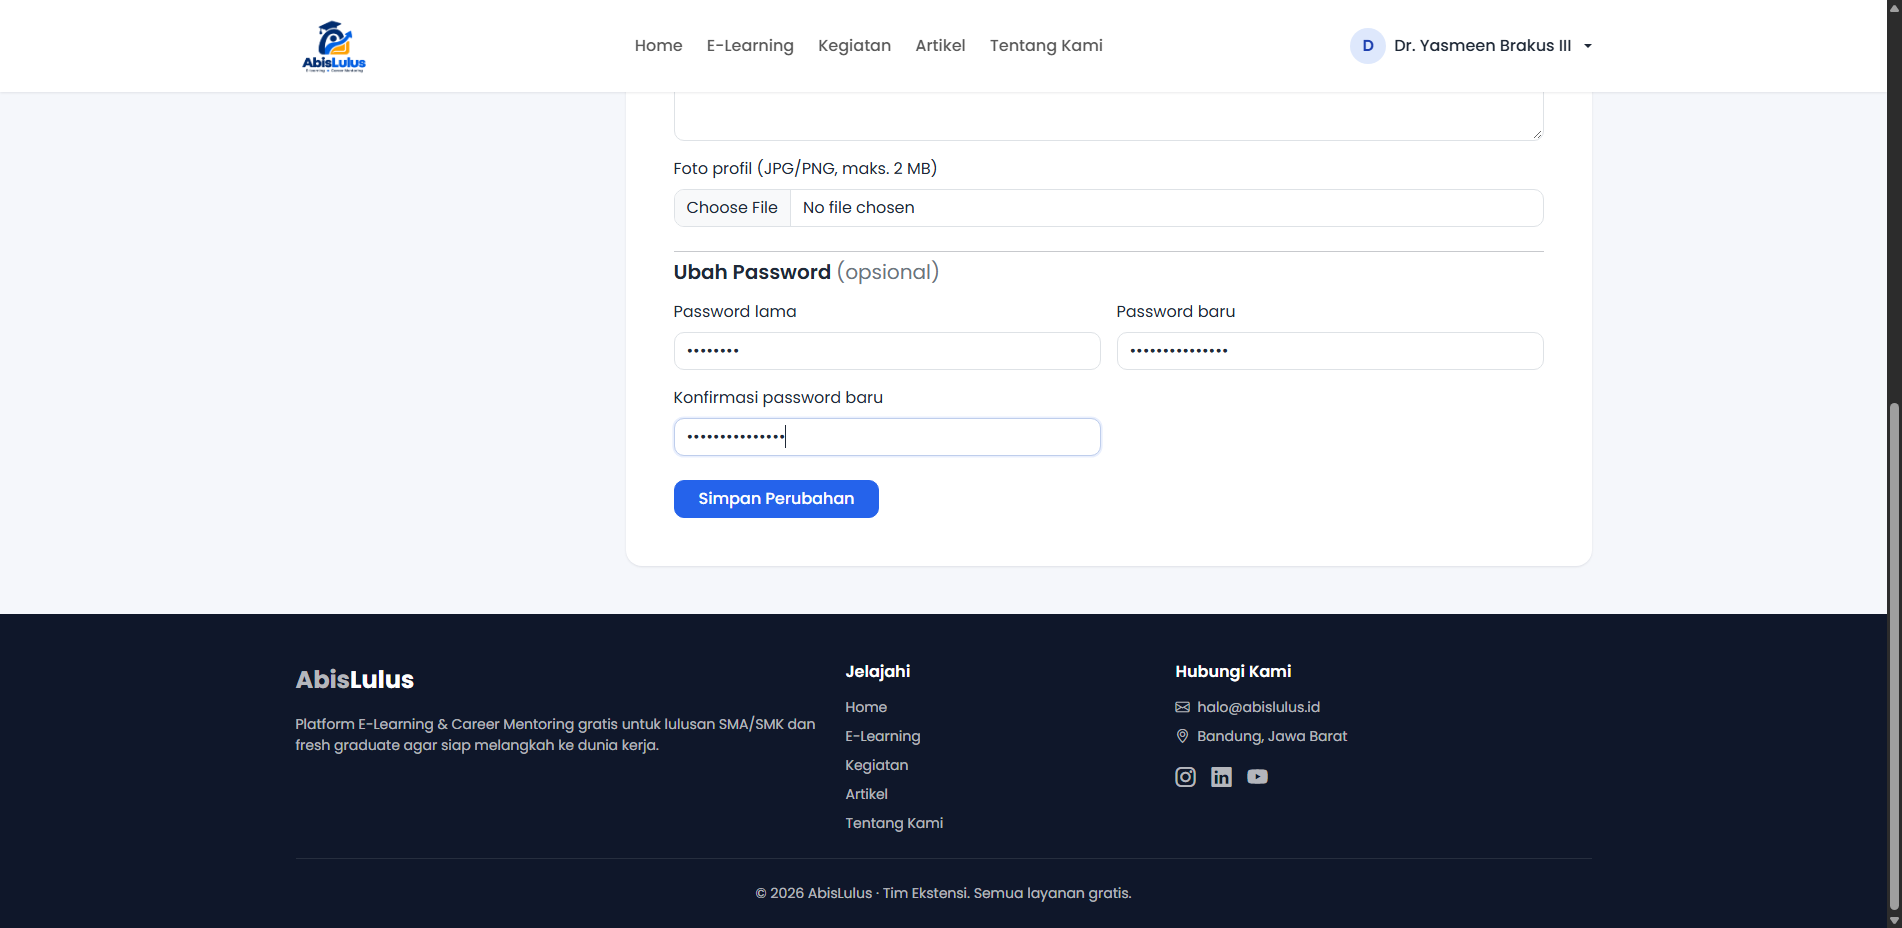 AbisLulus
Home
E-Learning
Kegiatan
Artikel
Tentang Kami
D
Dr. Yasmeen Brakus III
Foto profil (JPG/PNG, maks. 2 MB)
Choose File
No file chosen
Ubah Password (opsional)
Password lama
Password baru
••••••••
•••••••••••••••
Konfirmasi password baru
•••••••••••••••
Simpan Perubahan
AbisLulus
Platform E-Learning & Career Mentoring gratis untuk lulusan SMA/SMK dan
fresh graduate agar siap melangkah ke dunia kerja.
Jelajahi
Home
E-Learning
Kegiatan
Artikel
Tentang Kami
Hubungi Kami
halo@abislulus.id
Bandung, Jawa Barat
© 2026 AbisLulus · Tim Ekstensi. Semua layanan gratis.